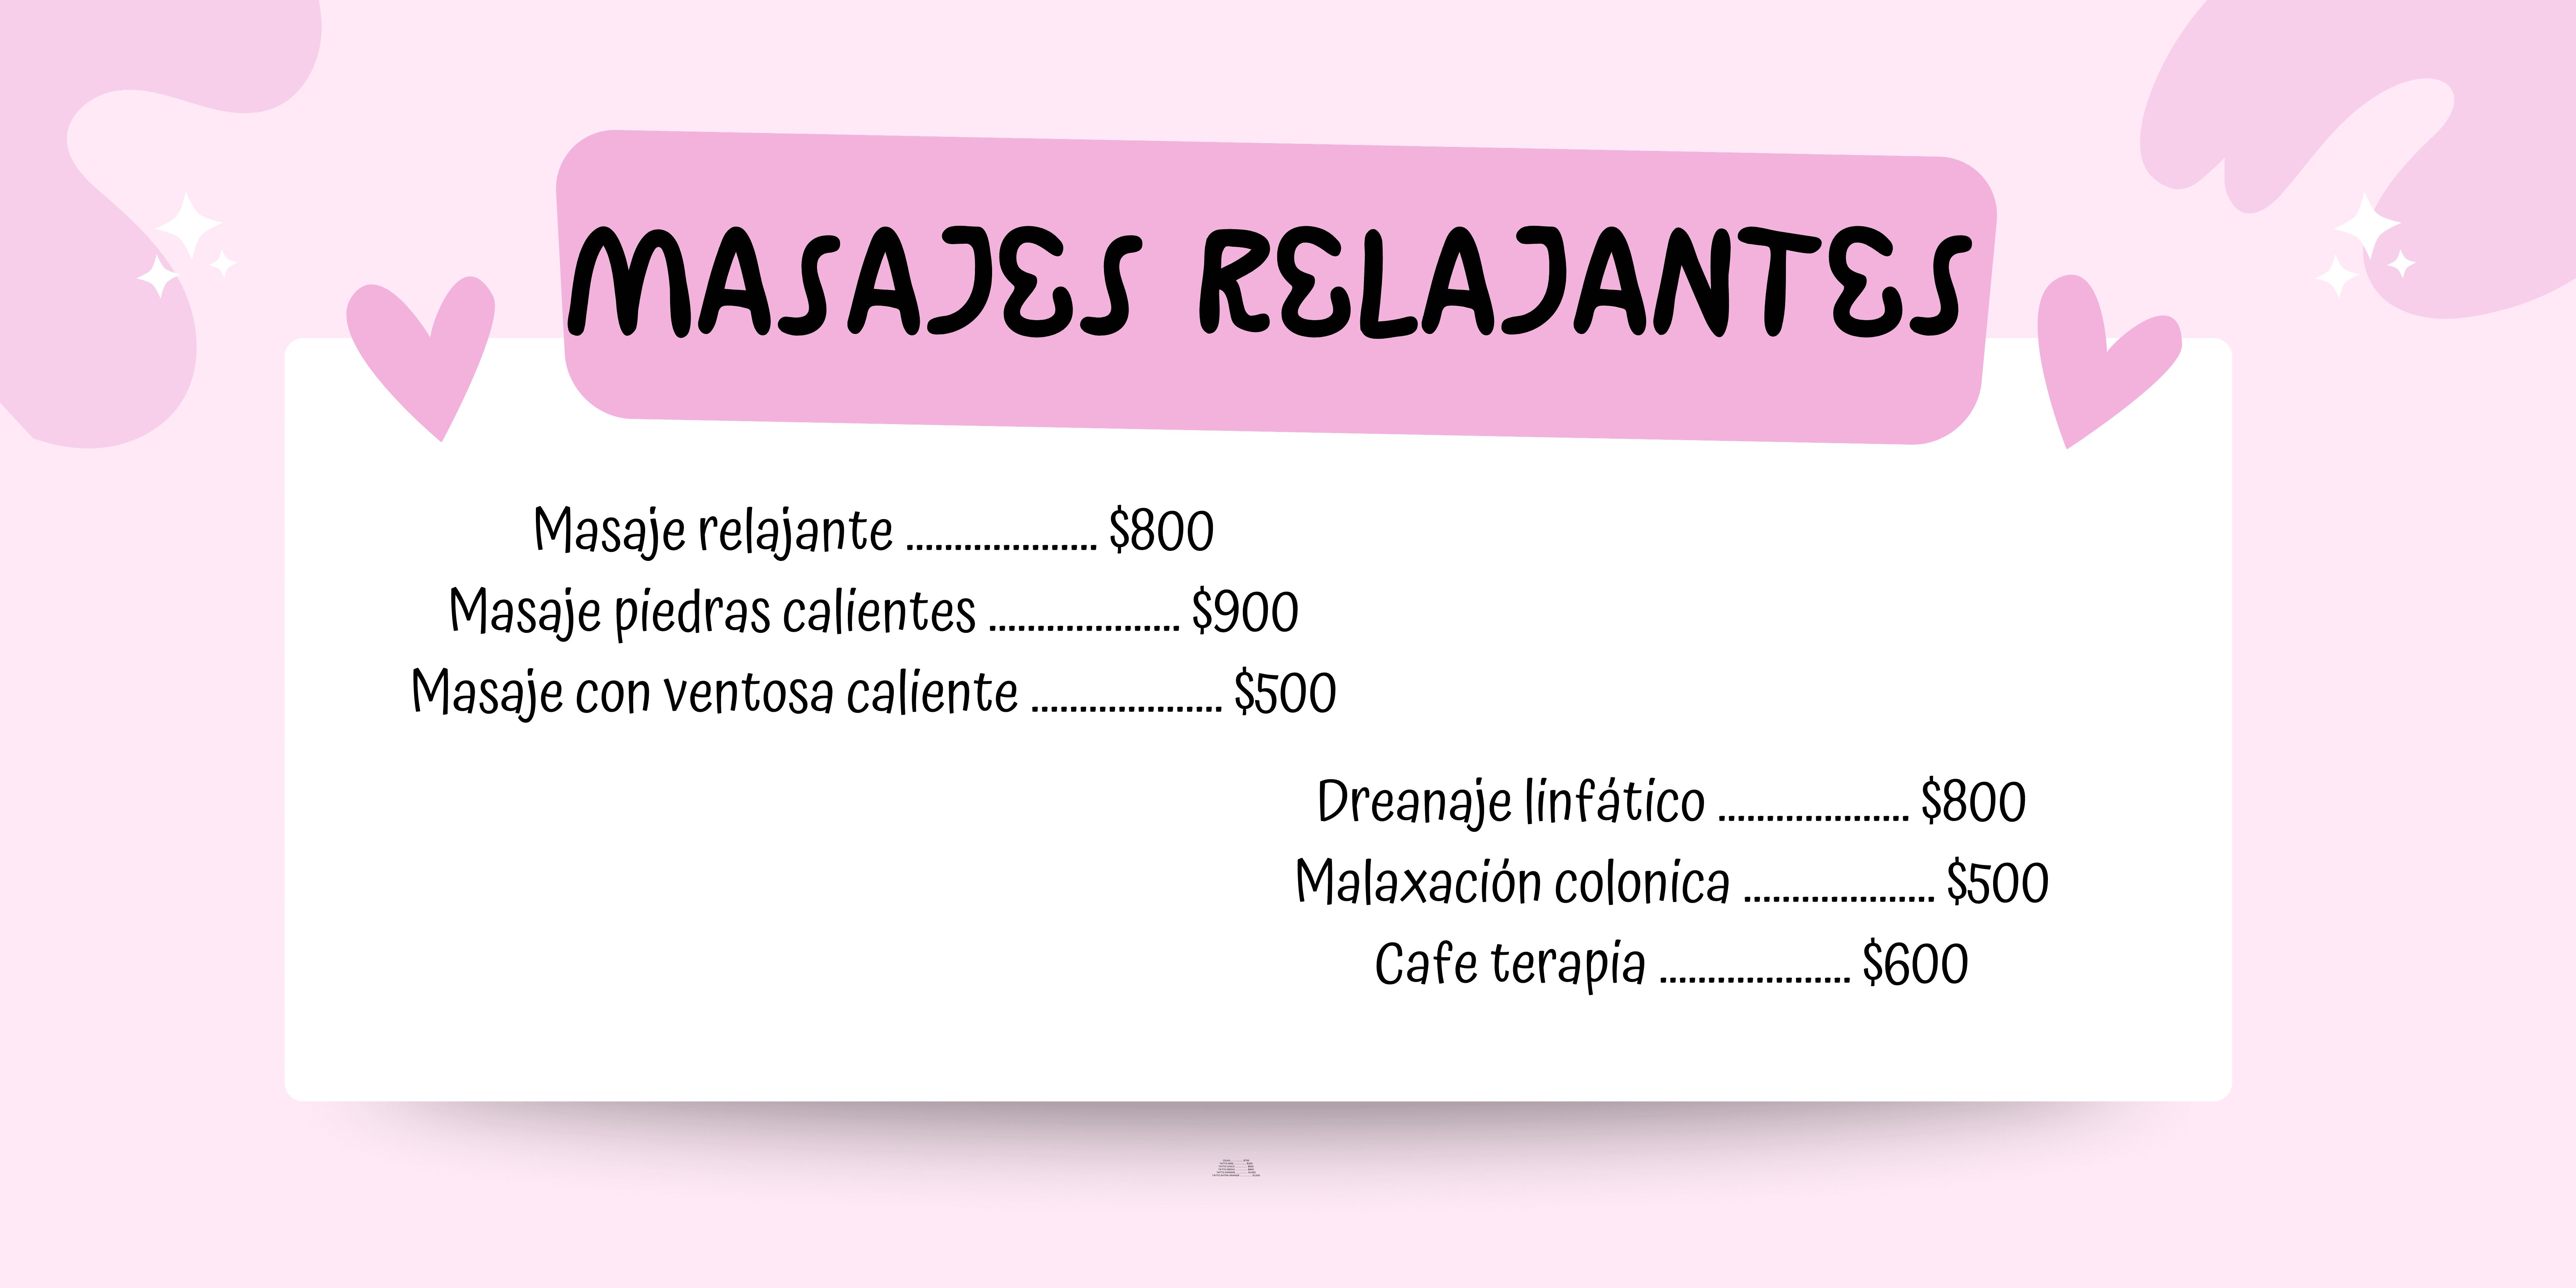 MASAJES RELAJANTES
Masaje relajante .................... $800
Masaje piedras calientes .................... $900
Masaje con ventosa caliente .................... $500
Dreanaje linfático .................... $800
Malaxación colonica .................... $500
Cafe terapia .................... $600